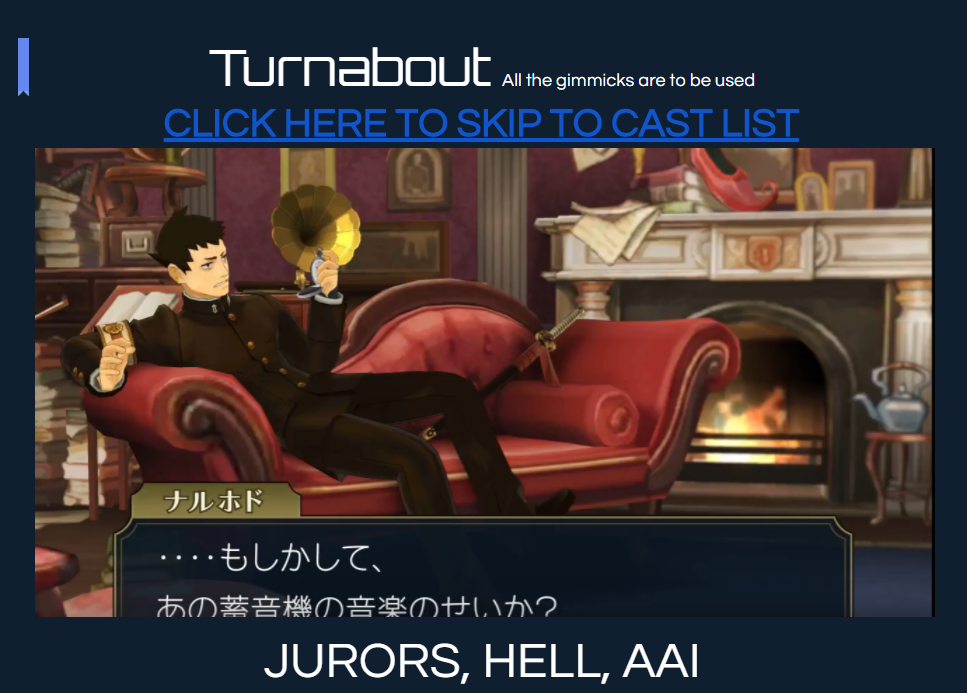 Turnabout All the gimmicks are to be used
CLICK HERE TO SKIP TO CAST LIST
ナルホド
‥‥もしかして、
あの蓄音機の音楽のせいか？
JURORS, HELL, AAI